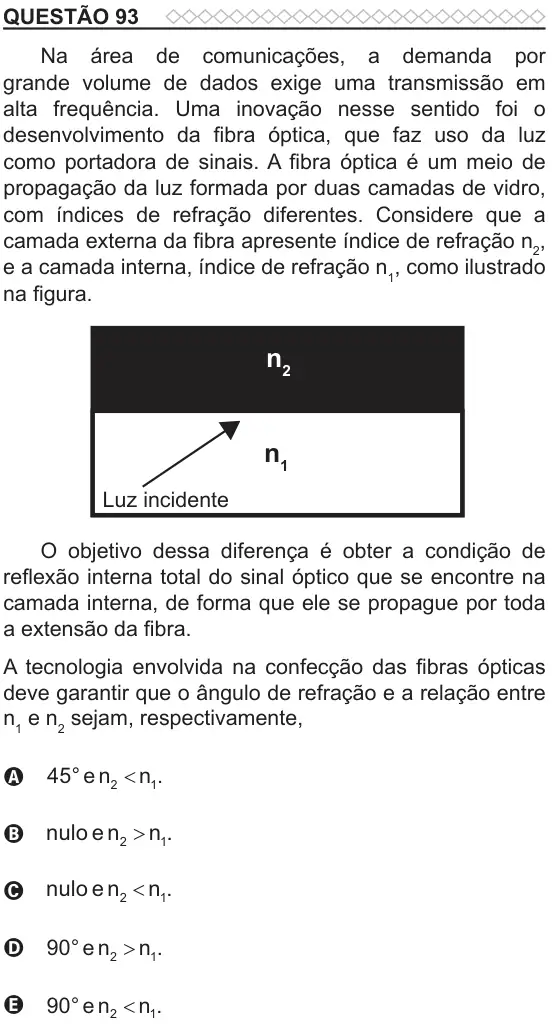 QUESTÃO 93
Na área de comunicações, a demanda por
grande volume de dados exige uma transmissão em
alta frequência. Uma inovação nesse sentido foi o
desenvolvimento da fibra óptica, que faz uso da luz
como portadora de sinais. A fibra óptica é um meio de
propagação da luz formada por duas camadas de vidro,
com índices de refração diferentes. Considere que a
camada externa da fibra apresente índice de refração n₂,
e a camada interna, índice de refração n₁, como ilustrado
na figura.
n₂
n₁
Luz incidente
O objetivo dessa diferença é obter a condição de
reflexão interna total do sinal óptico que se encontre na
camada interna, de forma que ele se propague por toda
a extensão da fibra.
A tecnologia envolvida na confecção das fibras ópticas
deve garantir que o ângulo de refração e a relação entre
n₁ e n₂ sejam, respectivamente,
A 45° e n₂ < n₁.
B nulo e n₂ > n₁.
C nulo e n₂ < n₁.
D 90° e n₂ > n₁.
E 90° e n₂ < n₁.